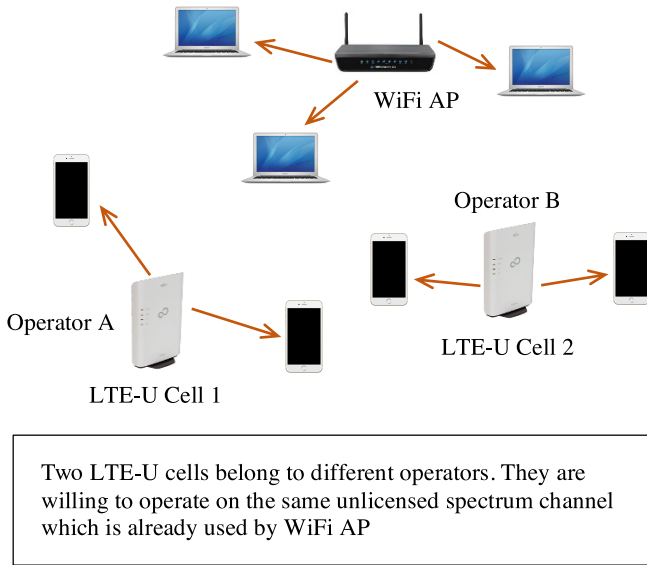 WiFi AP
Operator B
Operator A
LTE-U Cell 2
LTE-U Cell 1
Two LTE-U cells belong to different operators. They are
willing to operate on the same unlicensed spectrum channel
which is already used by WiFi AP